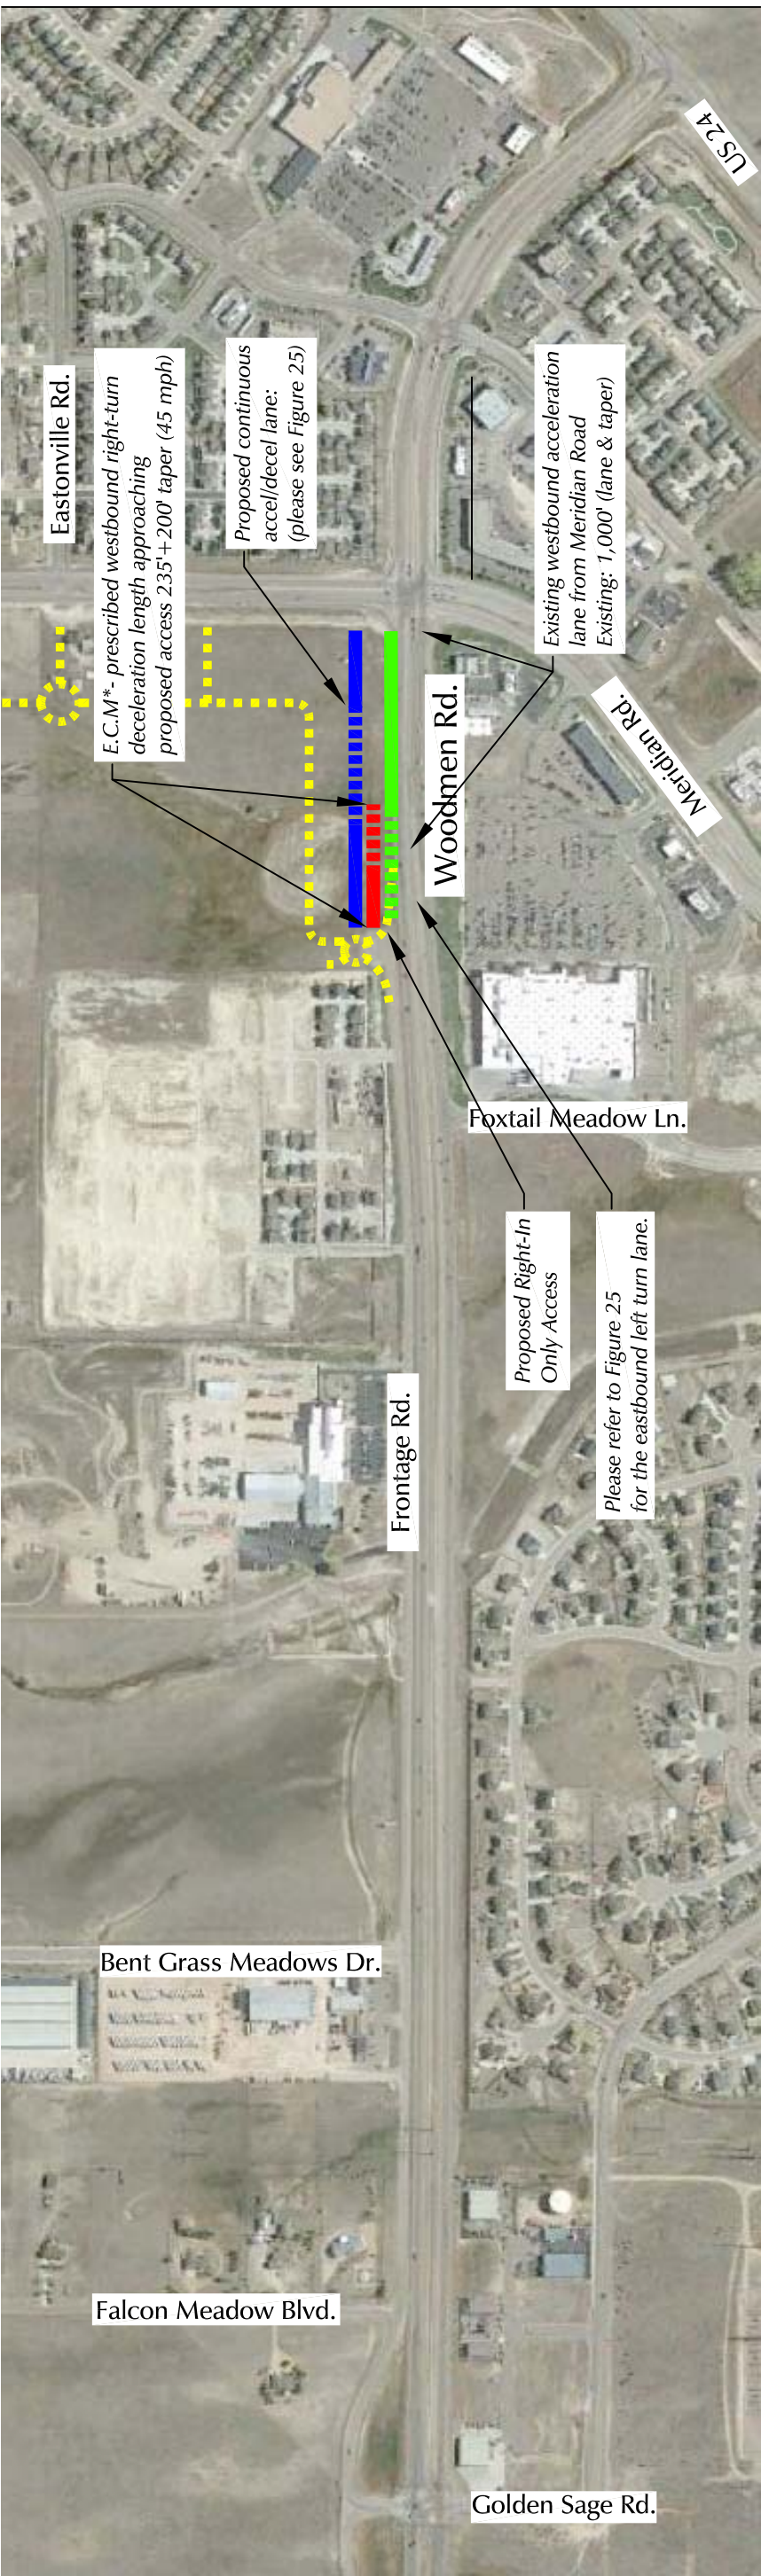 US 24
Eastonville Rd.
E.C.M*- prescribed westbound right-turn
deceleration length approaching
proposed access 235'+200' taper (45 mph)
Proposed continuous
accel/decel lane:
(please see Figure 25)
Existing westbound acceleration
lane from Meridian Road
Existing: 1,000' (lane & taper)
Woodmen Rd.
Meridian Rd.
Foxtail Meadow Ln.
Proposed Right-In
Only Access
Please refer to Figure 25
for the eastbound left turn lane.
Frontage Rd.
Bent Grass Meadows Dr.
Falcon Meadow Blvd.
Golden Sage Rd.